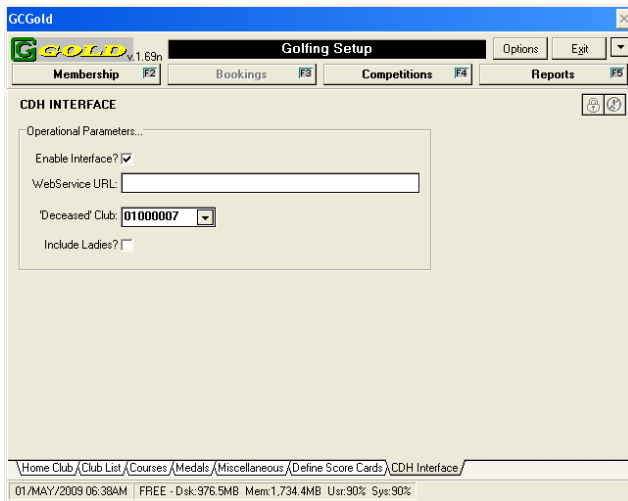 GCGold
G GOLD v.1.69n Golfing Setup Options Exit
Membership F2 Bookings F3 Competitions F4 Reports F5
CDH INTERFACE
Operational Parameters...
Enable Interface?
WebService URL:
'Deceased' Club: 01000007
Include Ladies?
Home Club Club List Courses Medals Miscellaneous Define Score Cards CDH Interface
01/MAY/2009 06:38AM FREE - Dsk:976.5MB Mem:1,734.4MB Usr:90% Sys:90%